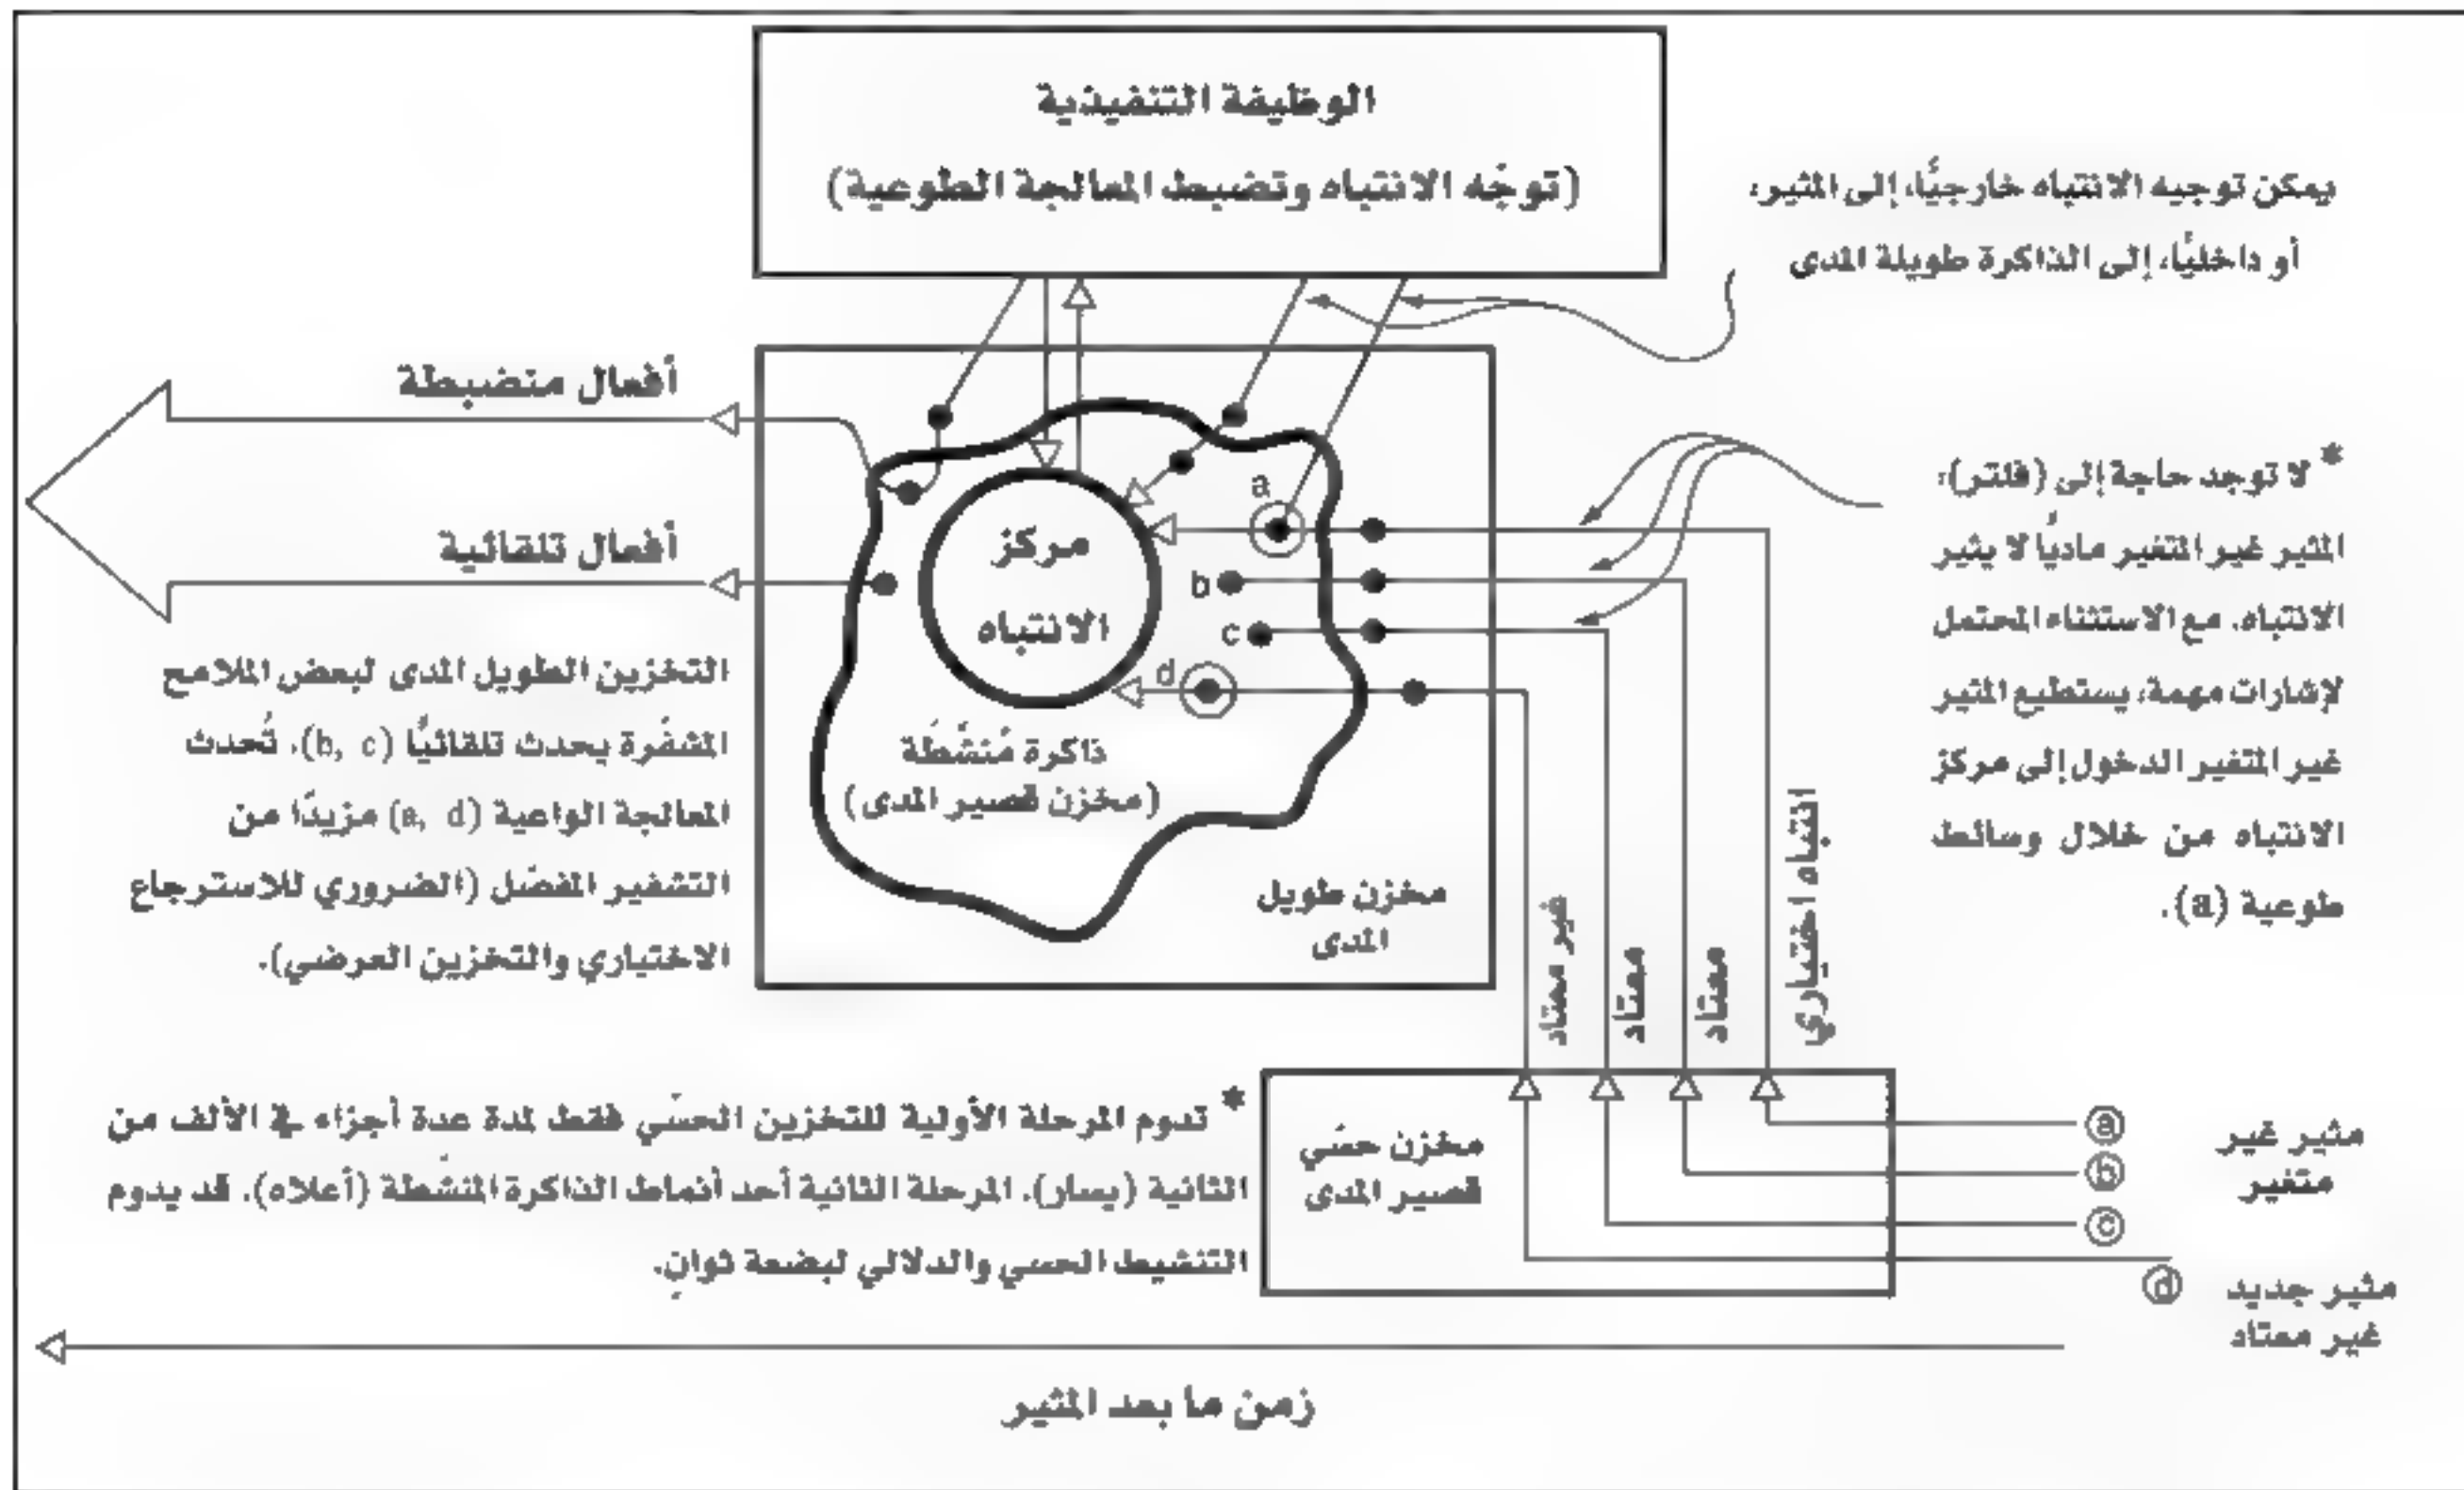 الوظيفة التنفيذية
(توجّه الانتباه وتضبط المعالجة الطوعية)
يمكن توجيه الانتباه خارجيًّا، إلى المثير،
أو داخليًّا، إلى الذاكرة طويلة المدى
أفعال منضبطة
أفعال تلقائية
* لا توجد حاجة إلى (فلتر)،
المثير غير المتغير ماديًّا لا يثير
الانتباه، مع الاستثناء المحتمل
لإشارات مهمة، يستطيع المثير
غير المتغير الدخول إلى مركز
الانتباه من خلال وسائط
طوعية (a).
a
b
c
d
مركز
الانتباه
ذاكرة مُنشَّطة
(مخزن قصير المدى)
مخزن طويل
المدى
التخزين الطويل المدى لبعض الملامح
المشفّرة يحدث تلقائيًّا (b, c)، تُحدث
المعالجة الواعية (a, d) مزيدًا من
التشفير المفضّل (الضروري للاسترجاع
الاختياري والتخزين العرضي).
غير معتاد
معتاد
معتاد
انتباه اختياري
* تدوم المرحلة الأولية للتخزين الحسّي فقط لمدة عدة أجزاء في الألف من
الثانية (يسار)، المرحلة الثانية أحد أنماط الذاكرة المنشّطة (أعلاه)، قد يدوم
التنشيط الحسي والدلالي لبضعة ثوانٍ.
مخزن حسّي
قصير المدى
مثير غير
متغير
a
b
c
مثير جديد
غير معتاد
d
زمن ما بعد المثير